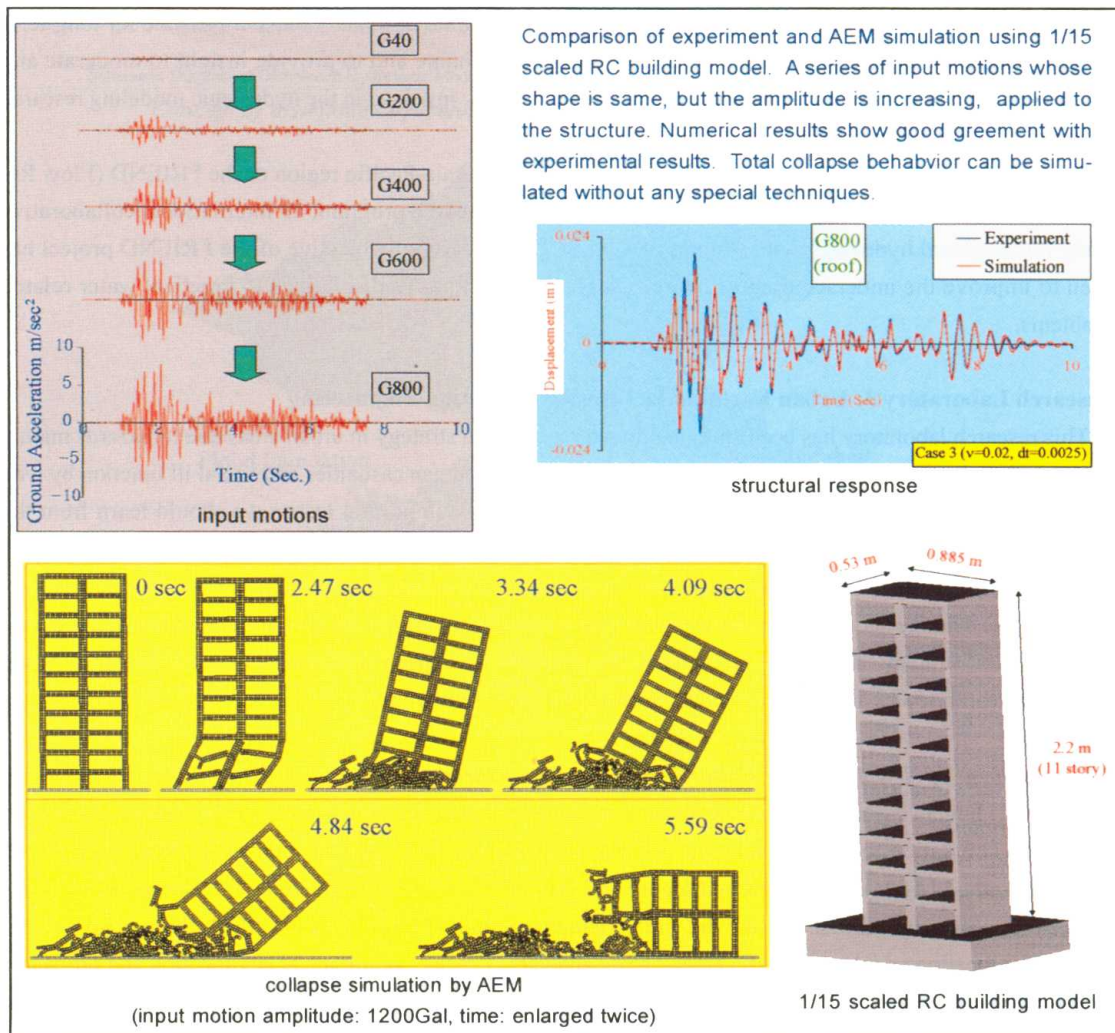 G40
G200
G400
G600
G800
Ground Acceleration m/sec²
10
5
0
-5
-10
0
2
4
6
8
10
Time (Sec.)
input motions
Comparison of experiment and AEM simulation using 1/15
scaled RC building model. A series of input motions whose
shape is same, but the amplitude is increasing, applied to
the structure. Numerical results show good greement with
experimental results. Total collapse behabvior can be simu-
lated without any special techniques.
0.024
0
-0.024
Displacement (m)
G800
(roof)
Experiment
Simulation
0
2
4
6
8
10
Time (Sec)
Case 3 (ν=0.02, dt=0.0025)
structural response
0 sec
2.47 sec
3.34 sec
4.09 sec
4.84 sec
5.59 sec
collapse simulation by AEM
(input motion amplitude: 1200Gal, time: enlarged twice)
0.53 m
0.885 m
2.2 m
(11 story)
1/15 scaled RC building model